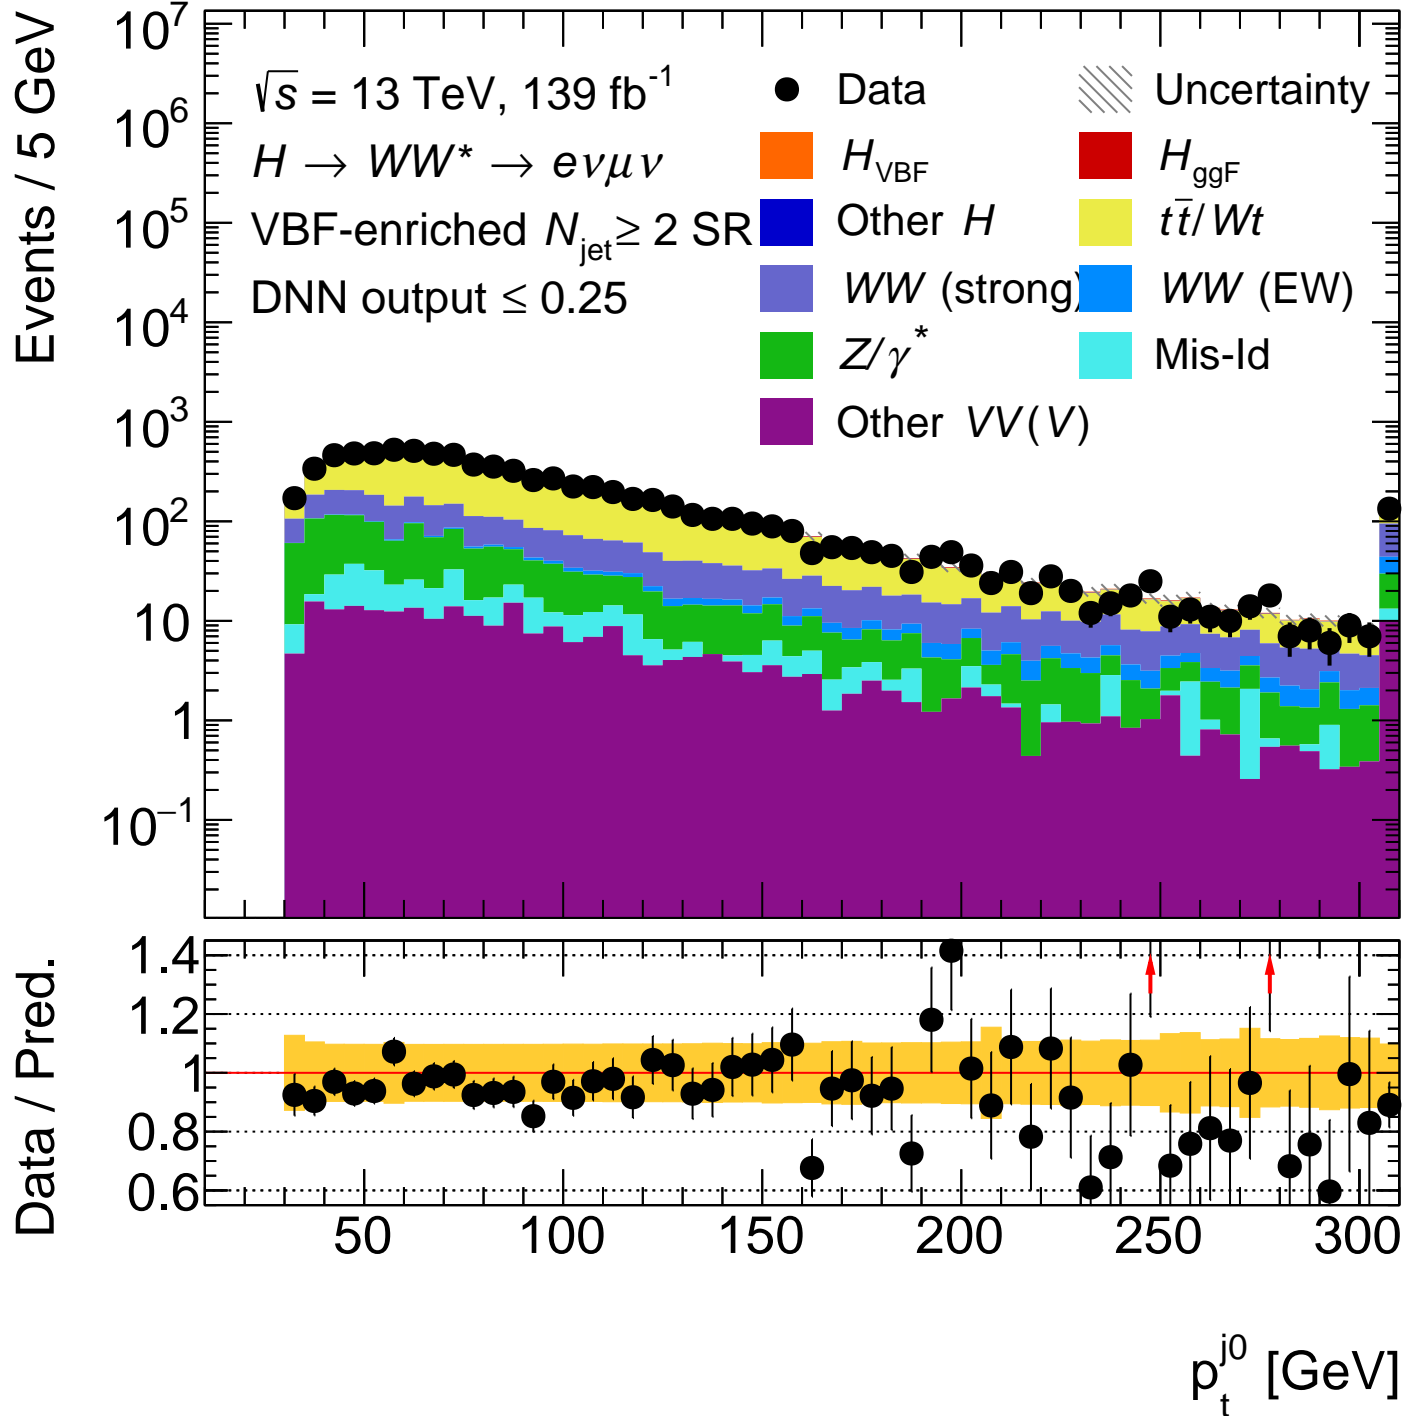 Events / 5 GeV
10⁷
10⁶
10⁵
10⁴
10³
10²
10
1
10⁻¹
√s = 13 TeV, 139 fb⁻¹
H → WW* → eνμν
VBF-enriched N_jet ≥ 2 SR
DNN output ≤ 0.25
Data
Uncertainty
H_VBF
H_ggF
Other H
tt̄/Wt
WW (strong)
WW (EW)
Z/γ*
Mis-Id
Other VV(V)
Data / Pred.
1.4
1.2
1
0.8
0.6
50 100 150 200 250 300
p_t^j0 [GeV]